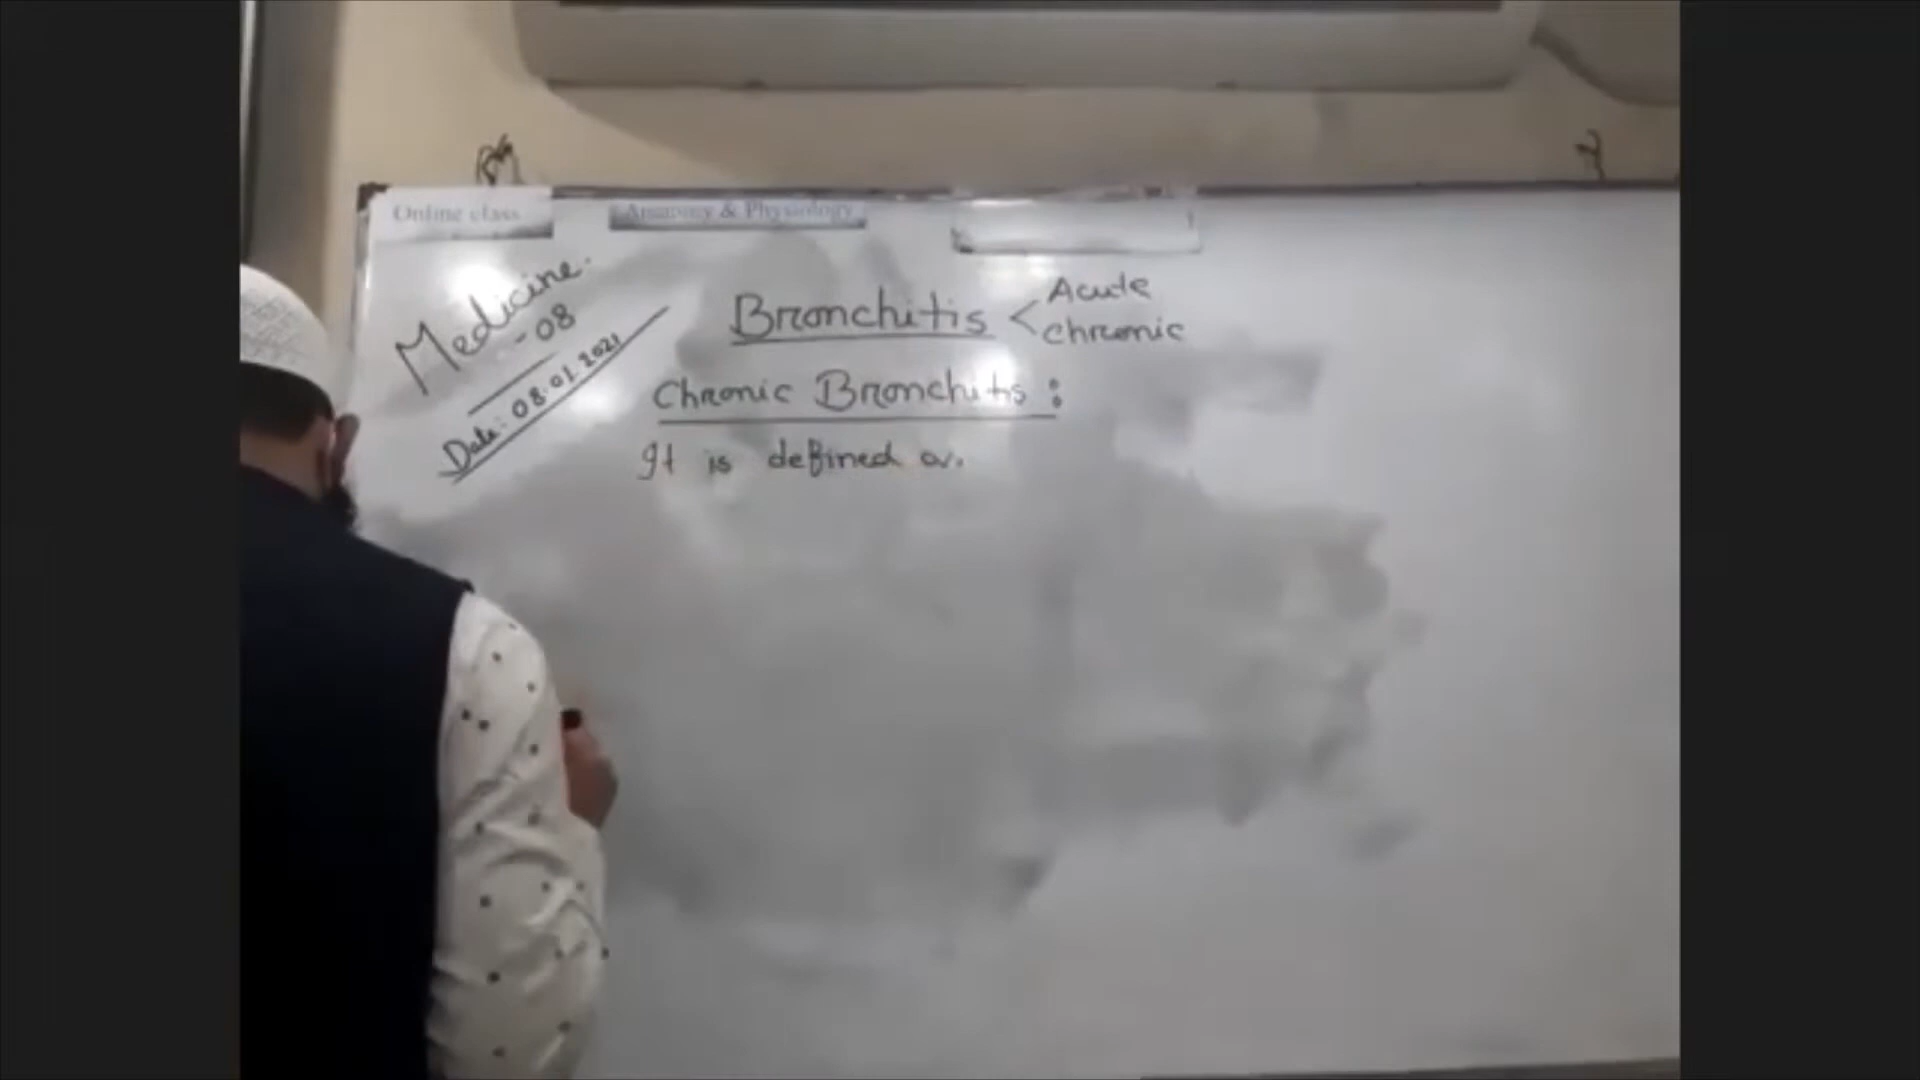 Online class
Anatomy & Physiology
Medicine.
-08
Date: 08.01.2021
Bronchitis < Acute
chronic
Chronic Bronchitis :
It is defined as